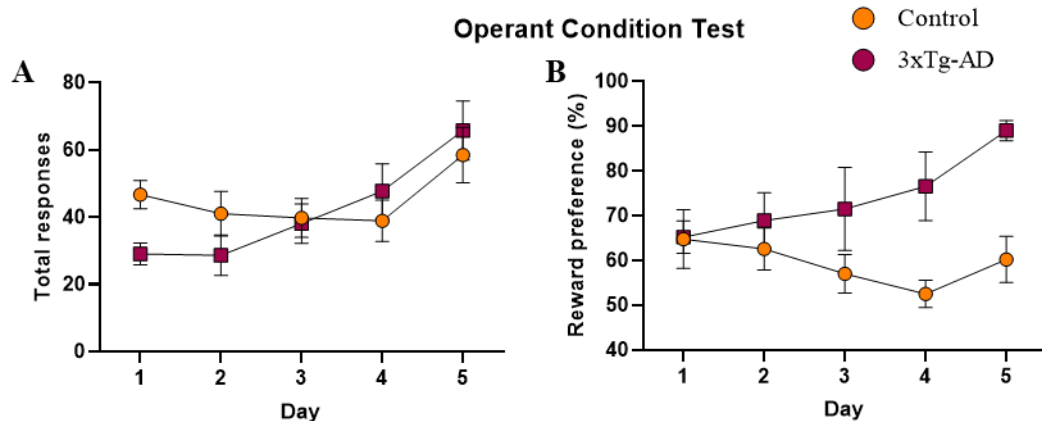 Operant Condition Test
Control
3xTg-AD
A
Total responses
80
60
40
20
0
1 2 3 4 5
Day
B
Reward preference (%)
100
90
80
70
60
50
40
1 2 3 4 5
Day